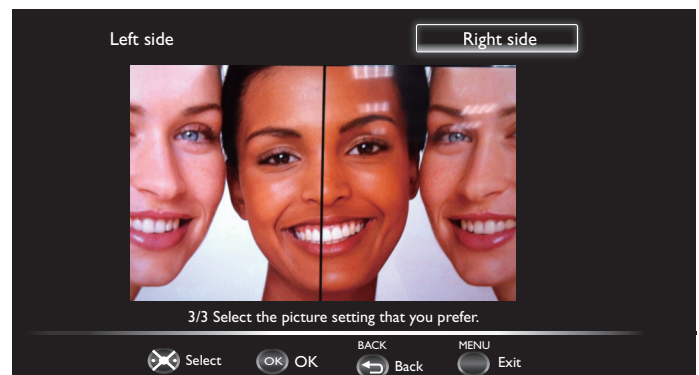 Left side
Right side
3/3 Select the picture setting that you prefer.
Select
OK OK
BACK
Back
MENU
Exit